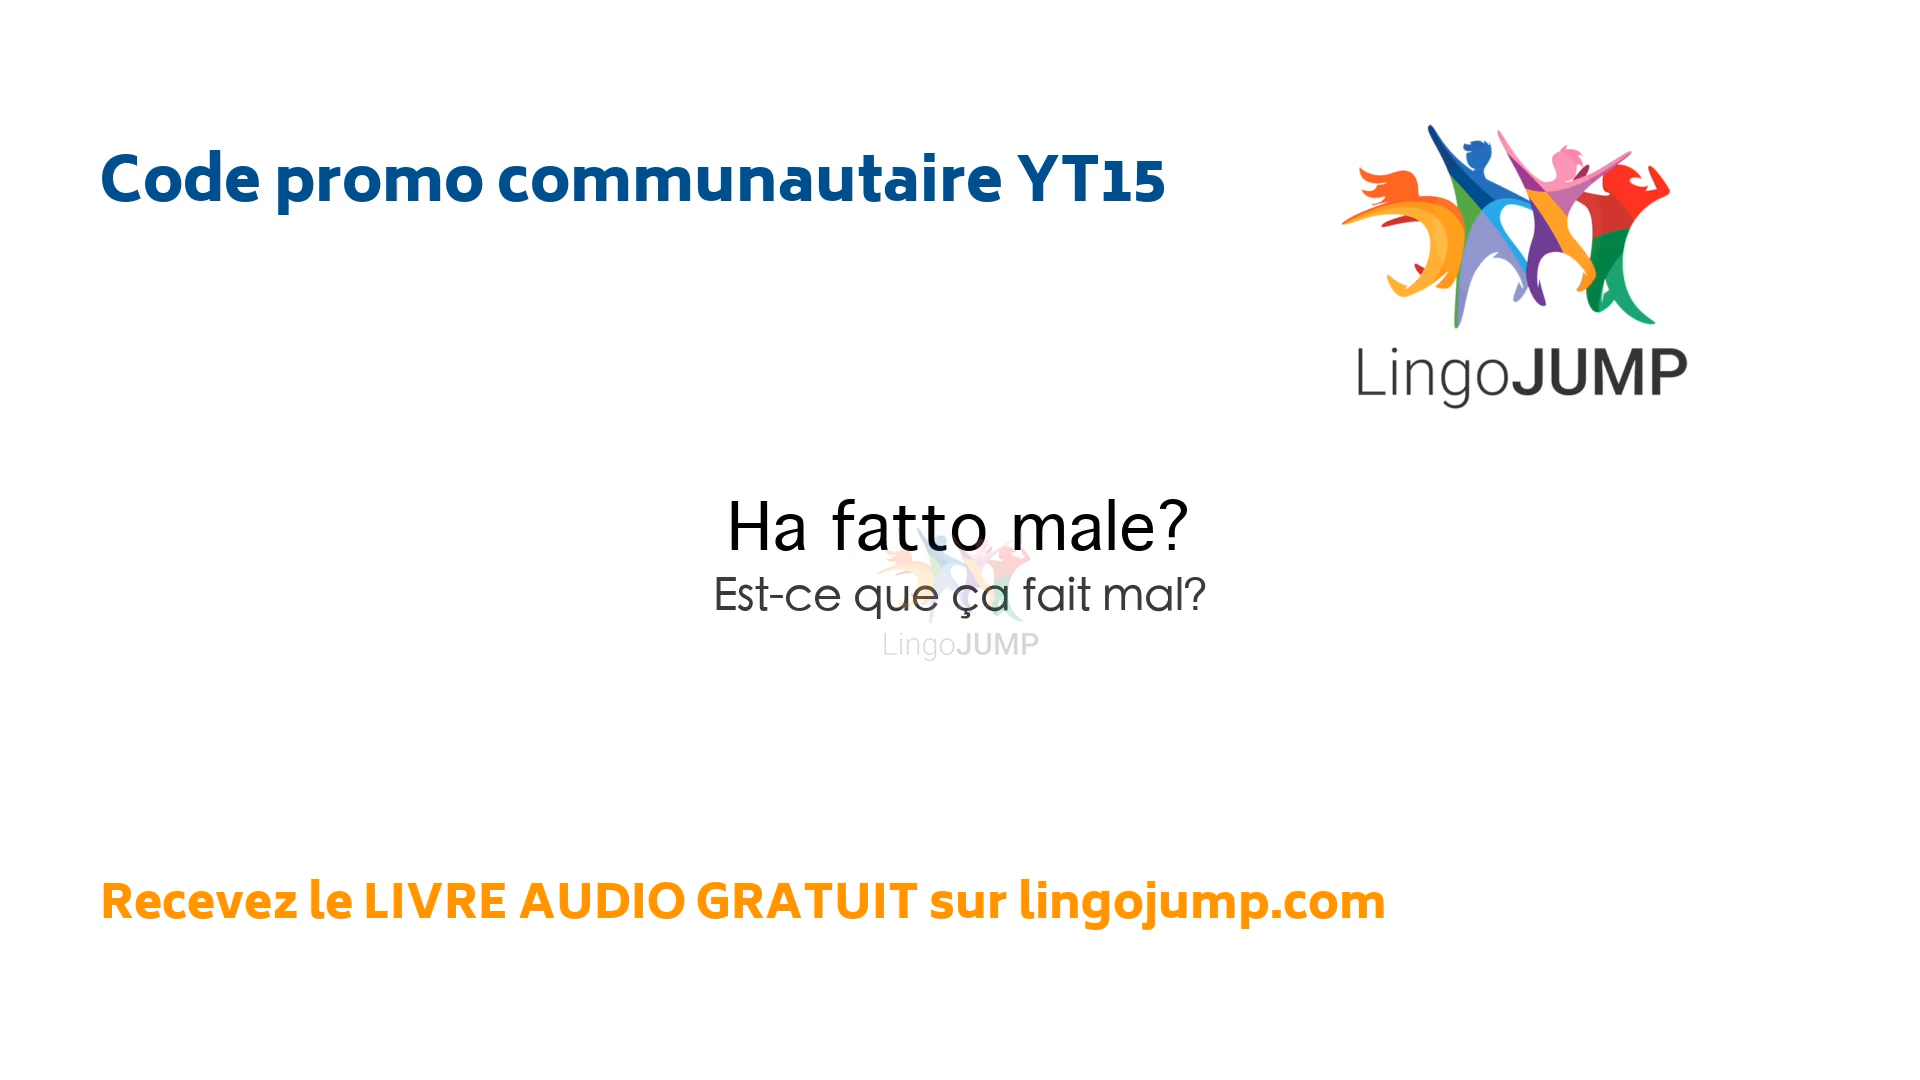 Code promo communautaire YT15
LingoJUMP
Ha fatto male?
Est-ce que ça fait mal?
LingoJUMP
Recevez le LIVRE AUDIO GRATUIT sur lingojump.com